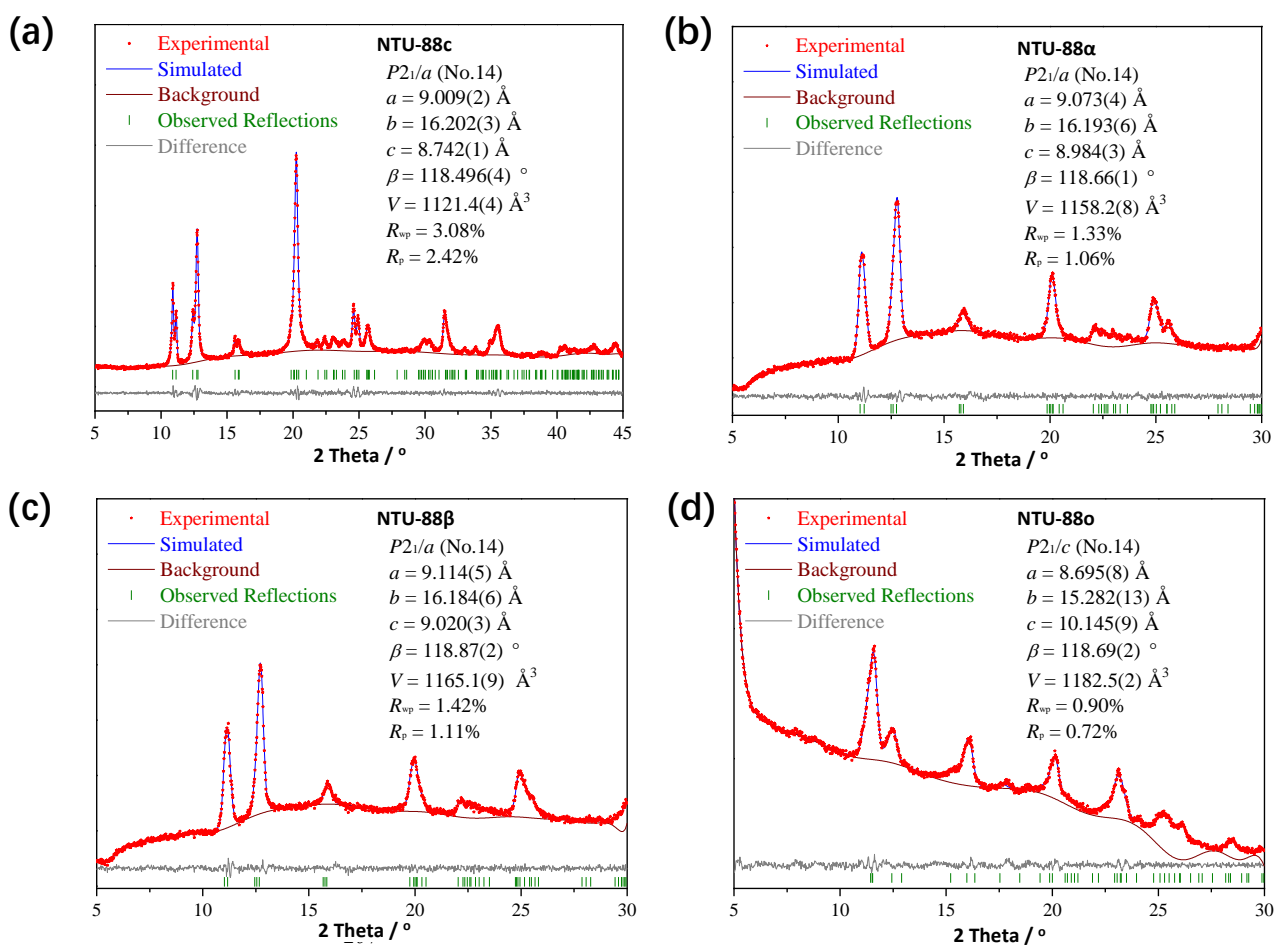 (a)
Experimental
Simulated
Background
Observed Reflections
Difference
NTU-88c
P2₁/a (No.14)
a = 9.009(2) Å
b = 16.202(3) Å
c = 8.742(1) Å
β = 118.496(4) °
V = 1121.4(4) Å³
Rwp = 3.08%
Rp = 2.42%
5 10 15 20 25 30 35 40 45
2 Theta / °
(b)
Experimental
Simulated
Background
Observed Reflections
Difference
NTU-88α
P2₁/a (No.14)
a = 9.073(4) Å
b = 16.193(6) Å
c = 8.984(3) Å
β = 118.66(1) °
V = 1158.2(8) Å³
Rwp = 1.33%
Rp = 1.06%
5 10 15 20 25 30
2 Theta / °
(c)
Experimental
Simulated
Background
Observed Reflections
Difference
NTU-88β
P2₁/a (No.14)
a = 9.114(5) Å
b = 16.184(6) Å
c = 9.020(3) Å
β = 118.87(2) °
V = 1165.1(9) Å³
Rwp = 1.42%
Rp = 1.11%
5 10 15 20 25 30
2 Theta / °
(d)
Experimental
Simulated
Background
Observed Reflections
Difference
NTU-88o
P2₁/c (No.14)
a = 8.695(8) Å
b = 15.282(13) Å
c = 10.145(9) Å
β = 118.69(2) °
V = 1182.5(2) Å³
Rwp = 0.90%
Rp = 0.72%
5 10 15 20 25 30
2 Theta / °